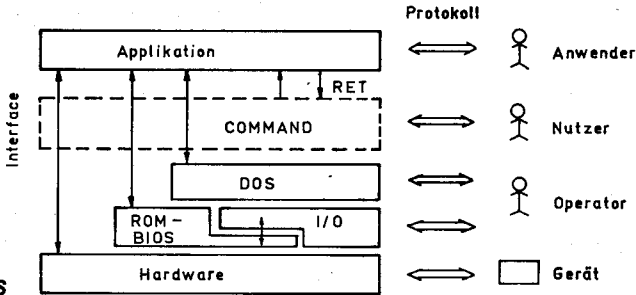 Protokoll
Applikation
Anwender
RET
Interface
COMMAND
Nutzer
DOS
Operator
ROM-
BIOS
I/O
Hardware
Gerät
S